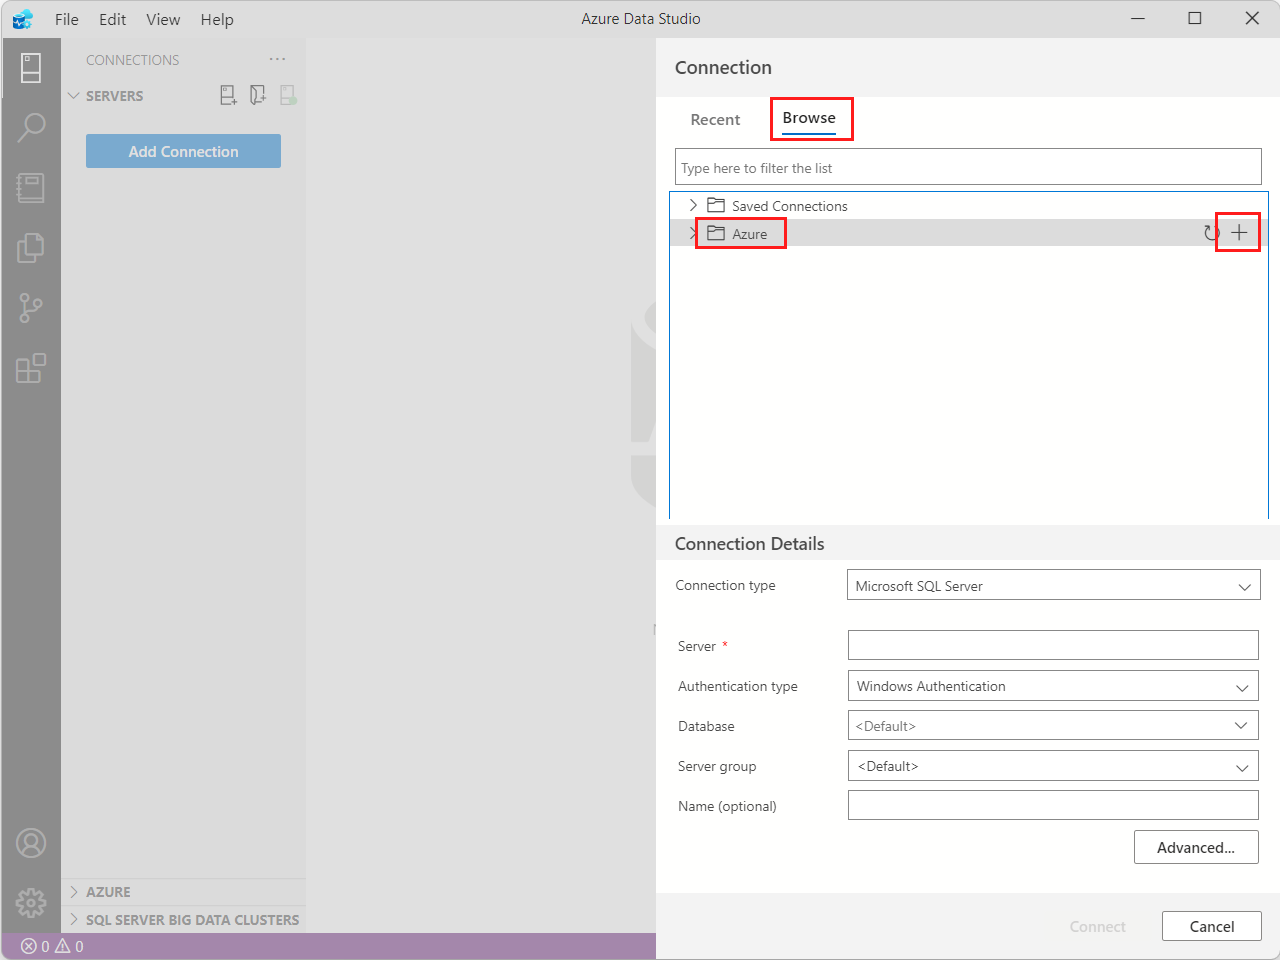 File Edit View Help
Azure Data Studio
CONNECTIONS
SERVERS
Add Connection
AZURE
SQL SERVER BIG DATA CLUSTERS
0 0
Connection
Recent Browse
Type here to filter the list
Saved Connections
Azure
Connection Details
Connection type Microsoft SQL Server
Server *
Authentication type Windows Authentication
Database <Default>
Server group <Default>
Name (optional)
Advanced...
Connect Cancel